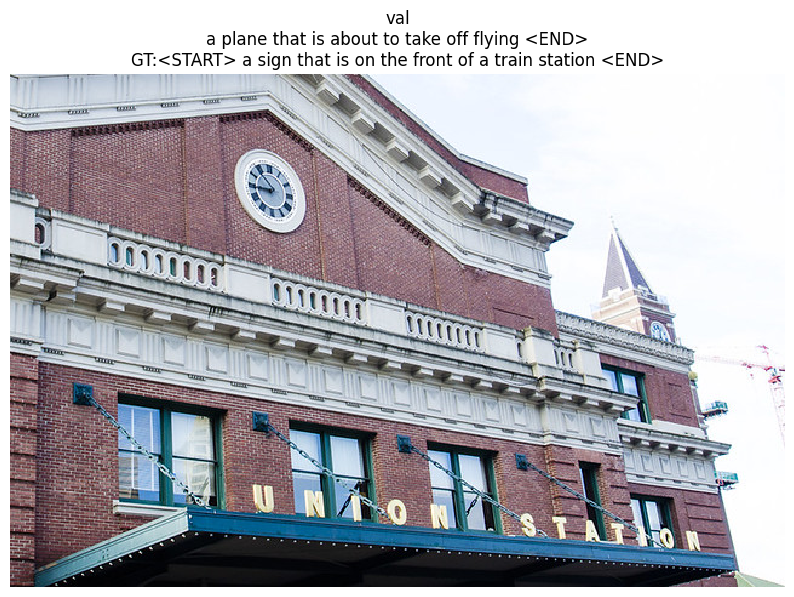 val
a plane that is about to take off flying <END>
GT:<START> a sign that is on the front of a train station <END>
UNION STATION